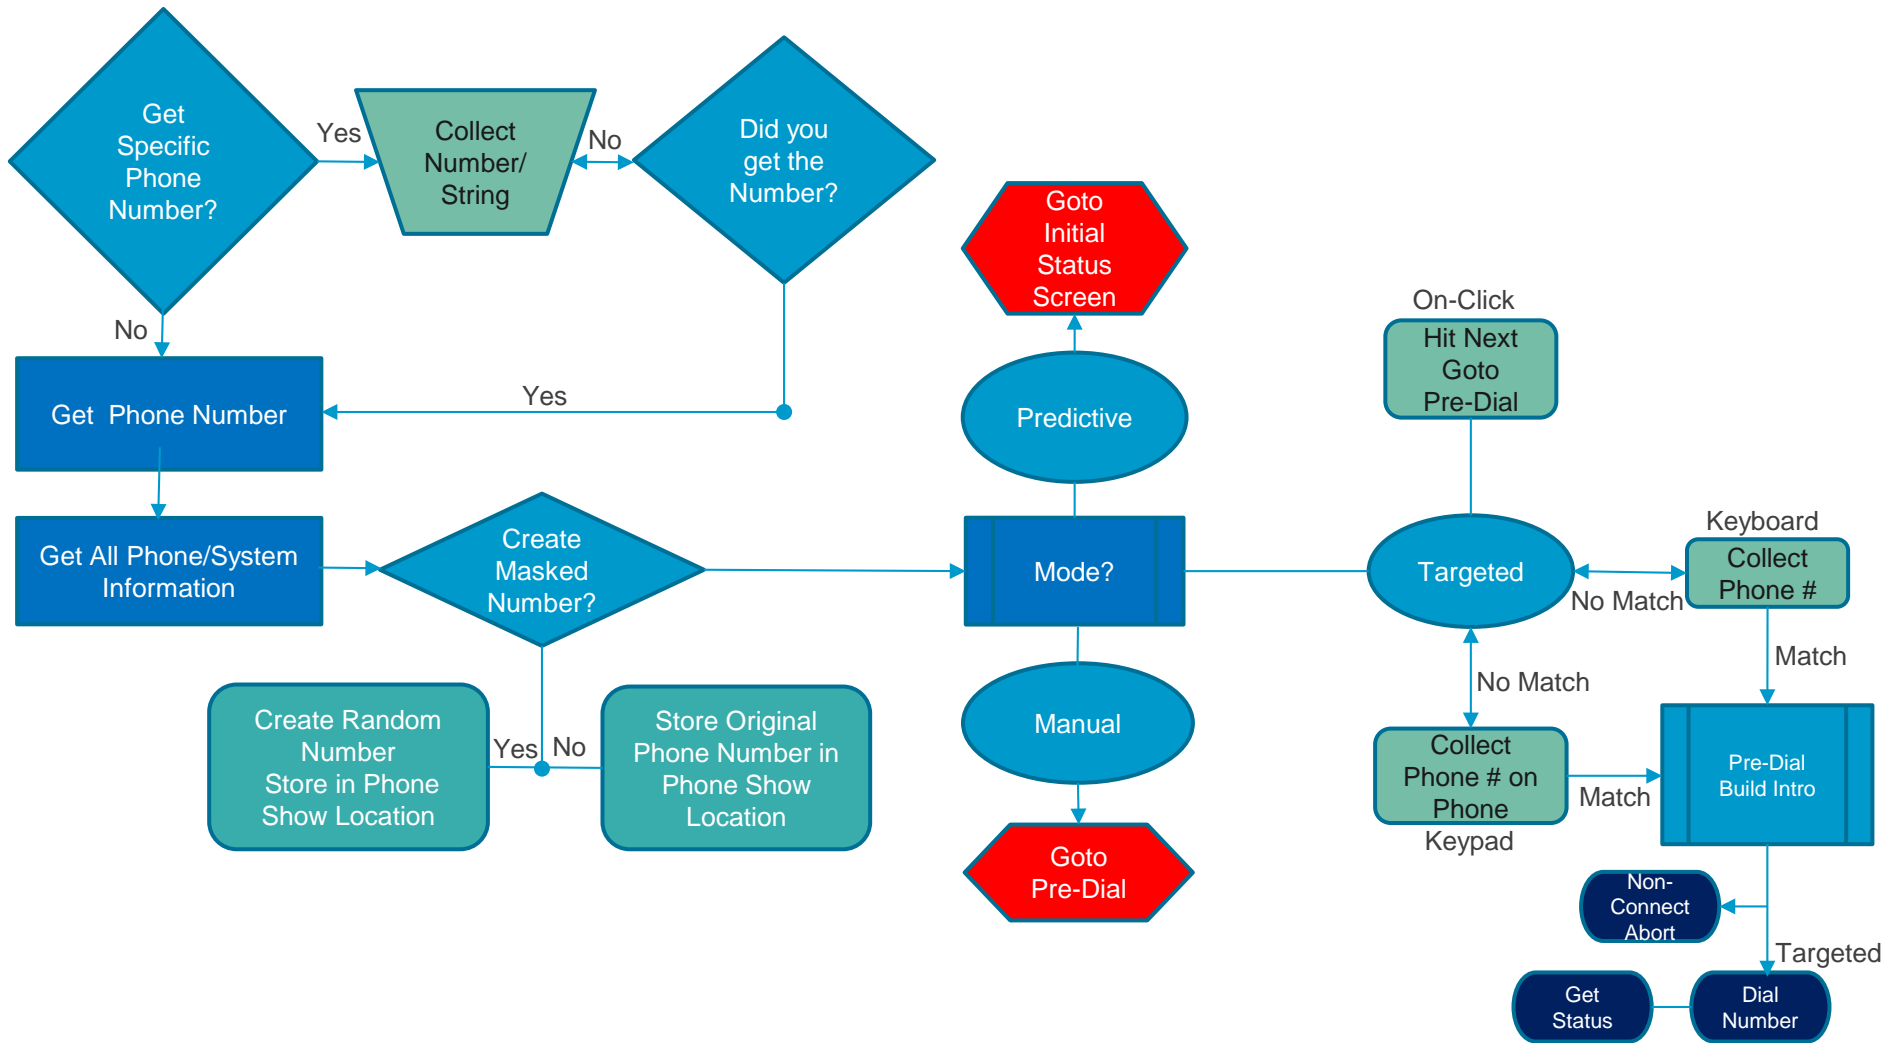 Get
Specific
Phone
Number?
Yes
Collect
Number/
String
No
Did you
get the
Number?
No
Get  Phone Number
Yes
Get All Phone/System
Information
Create
Masked
Number?
Create Random
Number
Store in Phone
Show Location
Yes
No
Store Original
Phone Number in
Phone Show
Location
Goto
Initial
Status
Screen
Predictive
Mode?
Manual
Goto
Pre-Dial
On-Click
Hit Next
Goto
Pre-Dial
Targeted
Keyboard
Collect
Phone #
No Match
Match
No Match
Collect
Phone # on
Phone
Keypad
Match
Pre-Dial
Build Intro
Non-
Connect
Abort
Targeted
Get
Status
Dial
Number